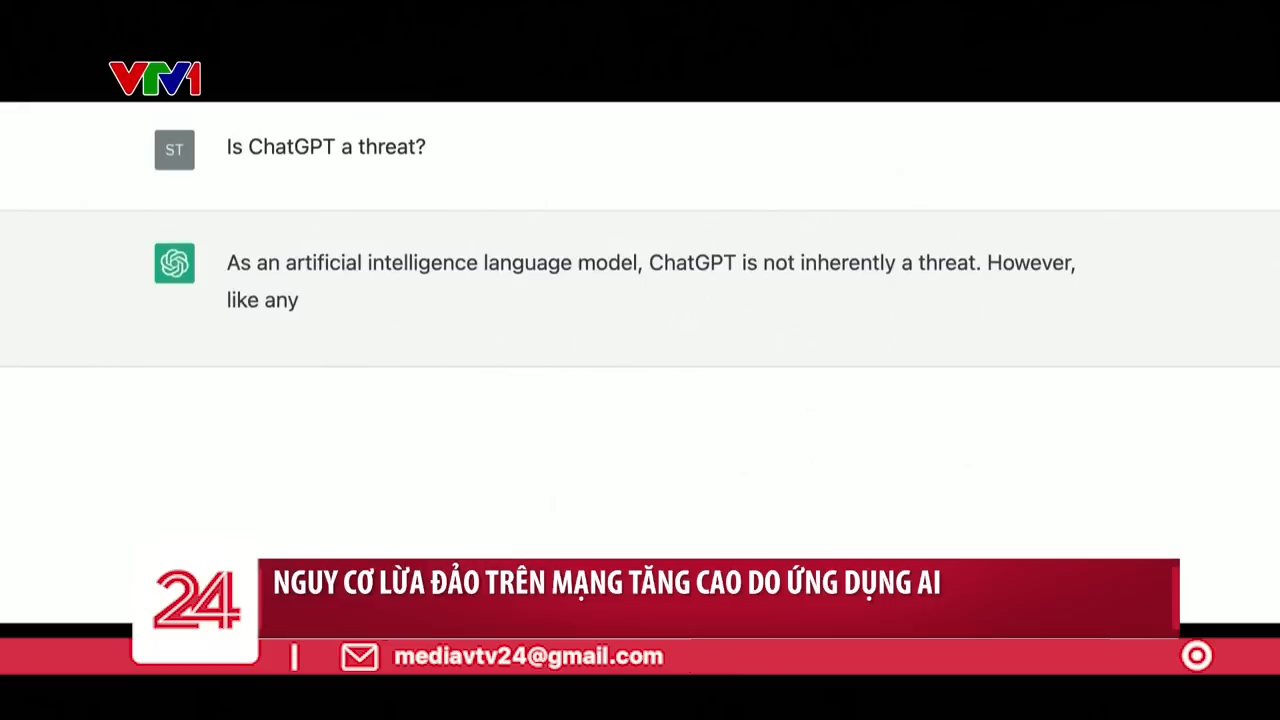 VTV1
ST
Is ChatGPT a threat?
As an artificial intelligence language model, ChatGPT is not inherently a threat. However,
like any
24
NGUY CƠ LỪA ĐẢO TRÊN MẠNG TĂNG CAO DO ỨNG DỤNG AI
mediavtv24@gmail.com